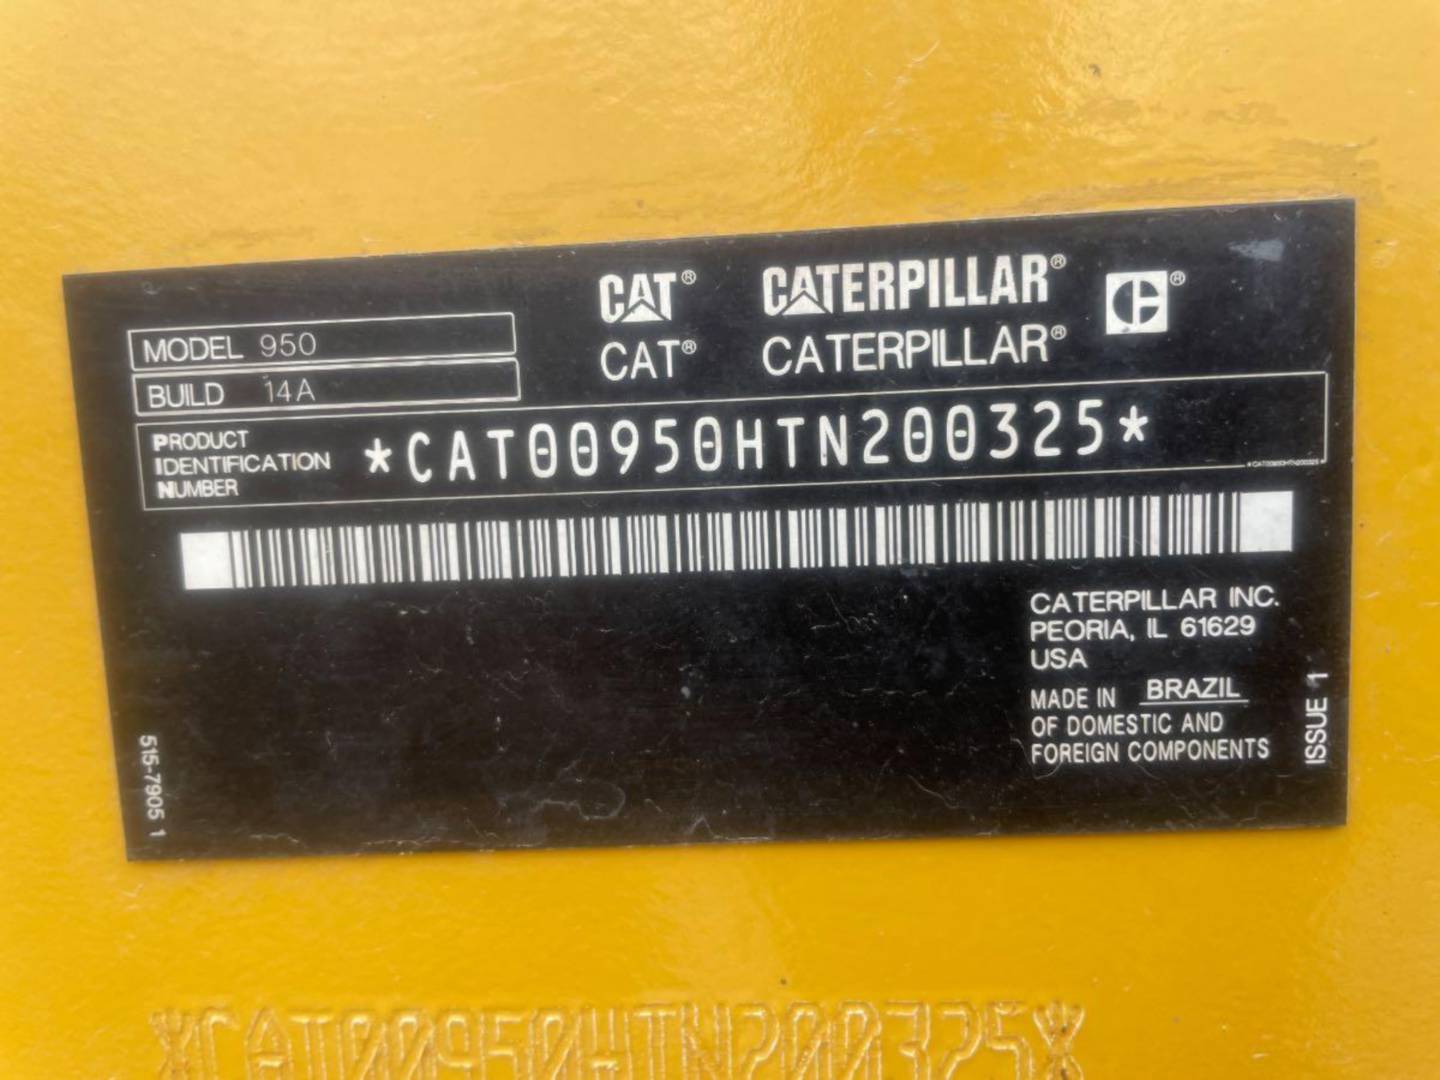 CAT® CATERPILLAR® C®
CAT® CATERPILLAR®
MODEL 950
BUILD 14A
PRODUCT
IDENTIFICATION
NUMBER
*CAT00950HTN200325*
*CAT00950HTN200325*
CATERPILLAR INC.
PEORIA, IL 61629
USA
MADE IN BRAZIL
OF DOMESTIC AND
FOREIGN COMPONENTS
ISSUE 1
515-7905 1
*CAT00950HTN200325*